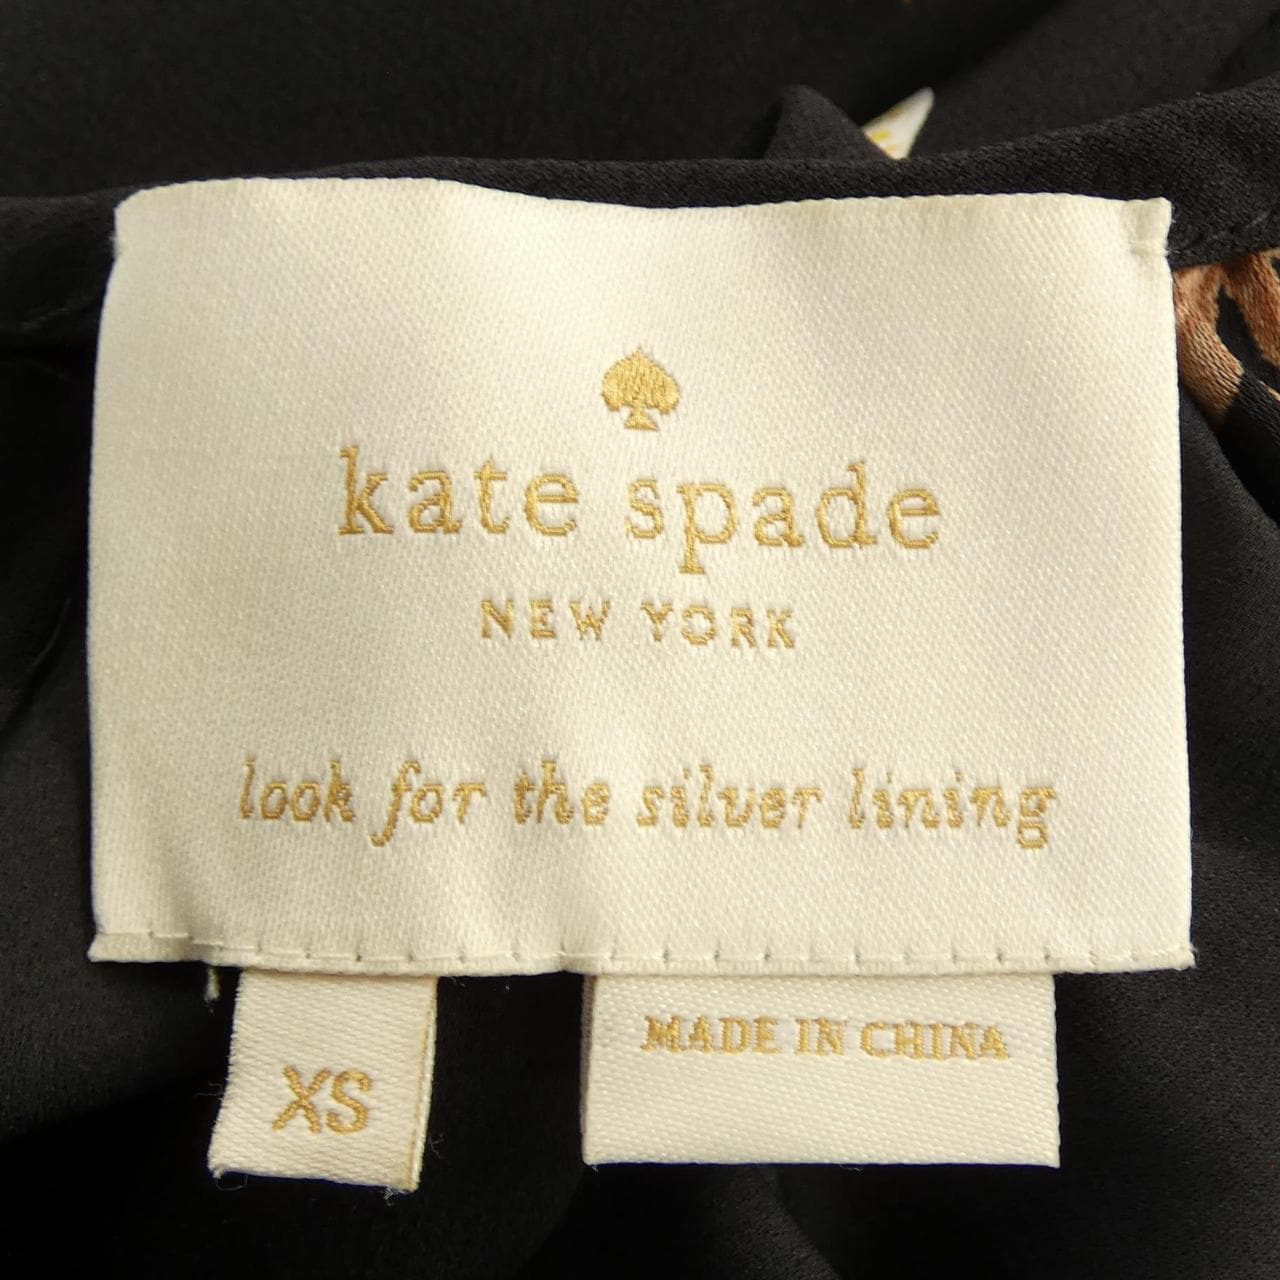 kate spade
NEW YORK
look for the silver lining
XS
MADE IN CHINA